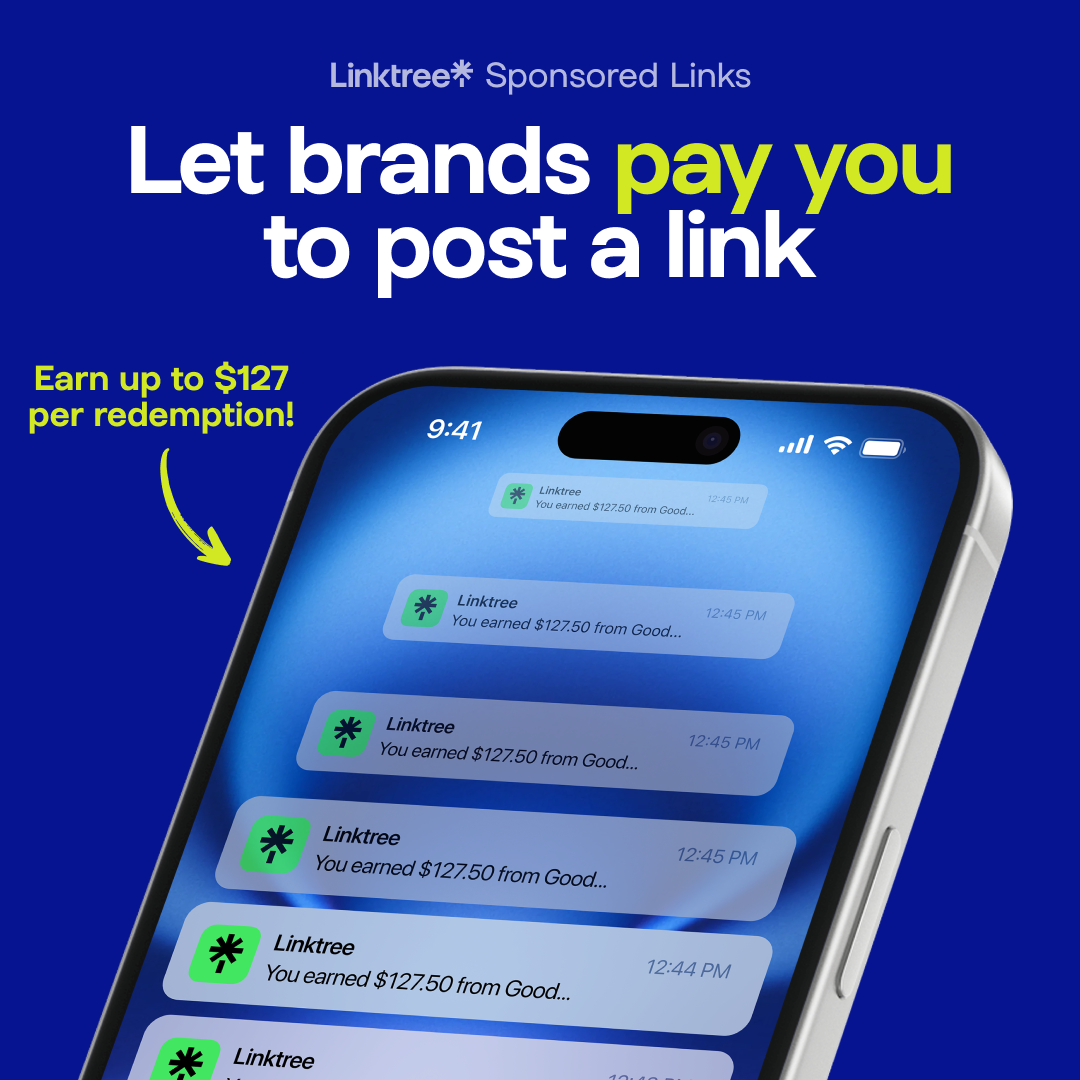 Linktree* Sponsored Links
Let brands pay you
to post a link
Earn up to $127
per redemption!
9:41
Linktree 12:45 PM
You earned $127.50 from Good...
Linktree 12:45 PM
You earned $127.50 from Good...
Linktree 12:45 PM
You earned $127.50 from Good...
Linktree 12:45 PM
You earned $127.50 from Good...
Linktree 12:44 PM
You earned $127.50 from Good...
Linktree